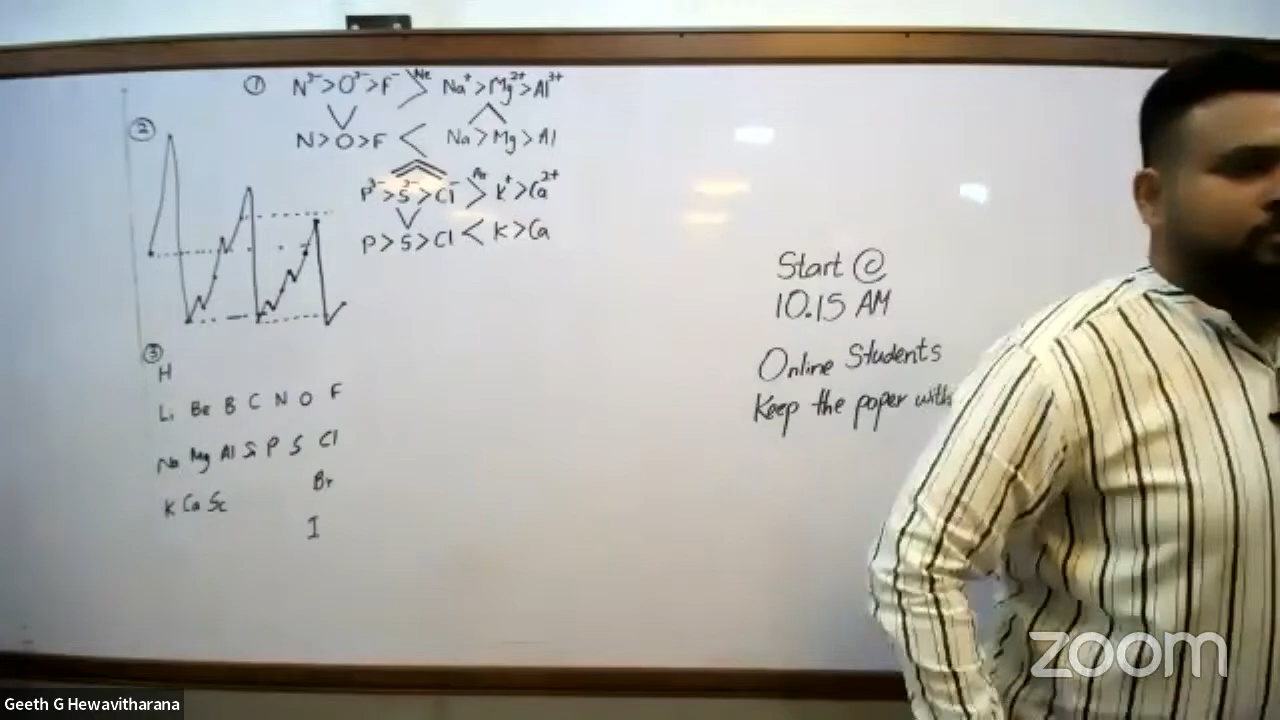 ① N³⁻>O²⁻>F⁻ > Ne Na⁺>Mg²⁺>Al³⁺
N>O>F < Na>Mg>Al
P³⁻>S²⁻>Cl⁻ > Ar K⁺>Ca²⁺
P>S>Cl < K>Ca
②
③
H
Li Be B C N O F
Na Mg Al Si P S Cl
K Ca Sc Br
I
Start @
10.15 AM
Online Students
Keep the paper with
zoom
Geeth G Hewavitharana